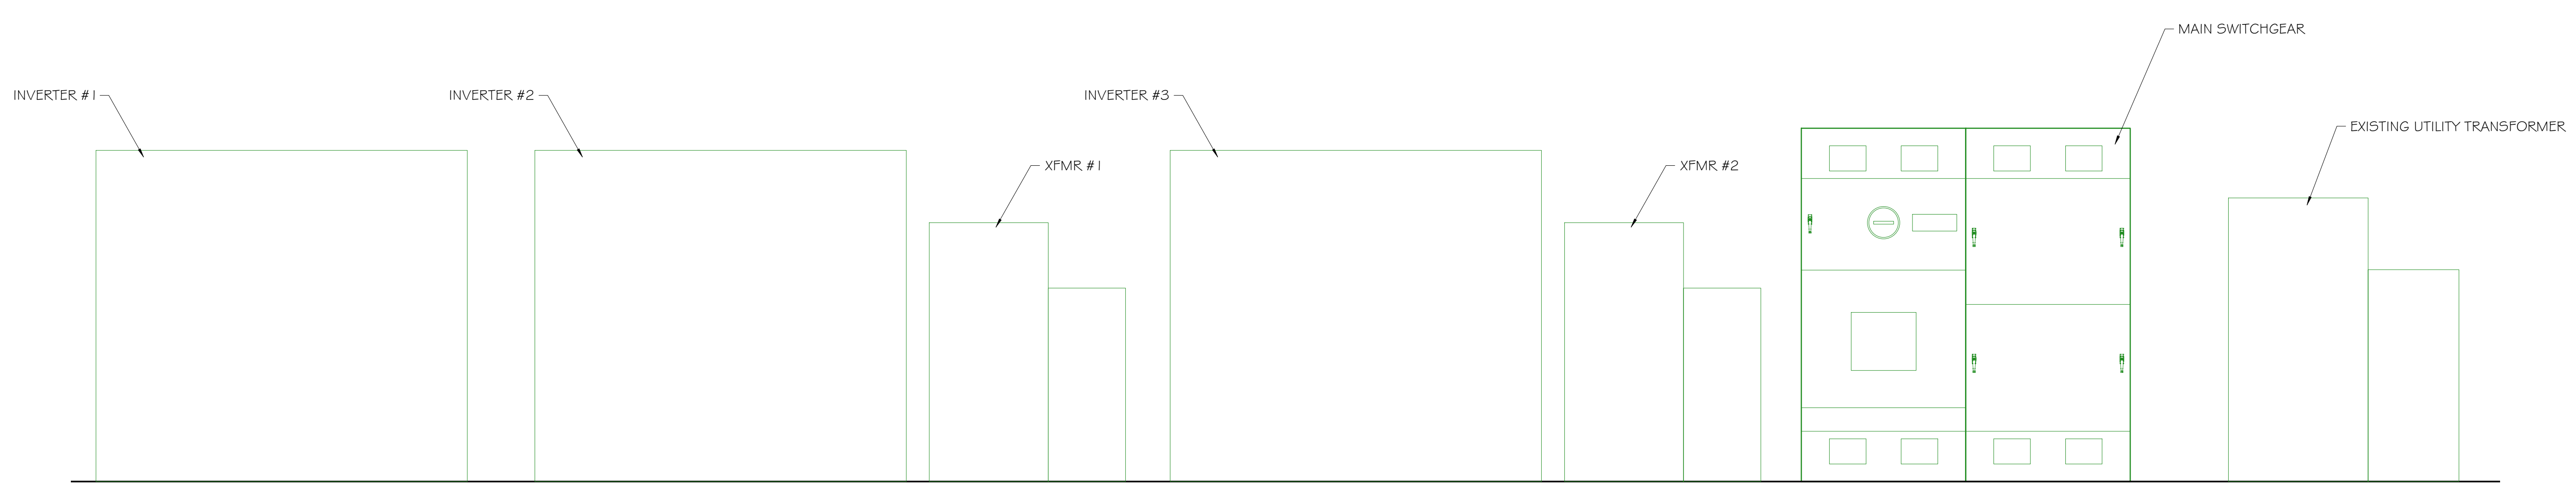 MAIN SWITCHGEAR
INVERTER #1
INVERTER #2
INVERTER #3
EXISTING UTILITY TRANSFORMER
XFMR #1
XFMR #2